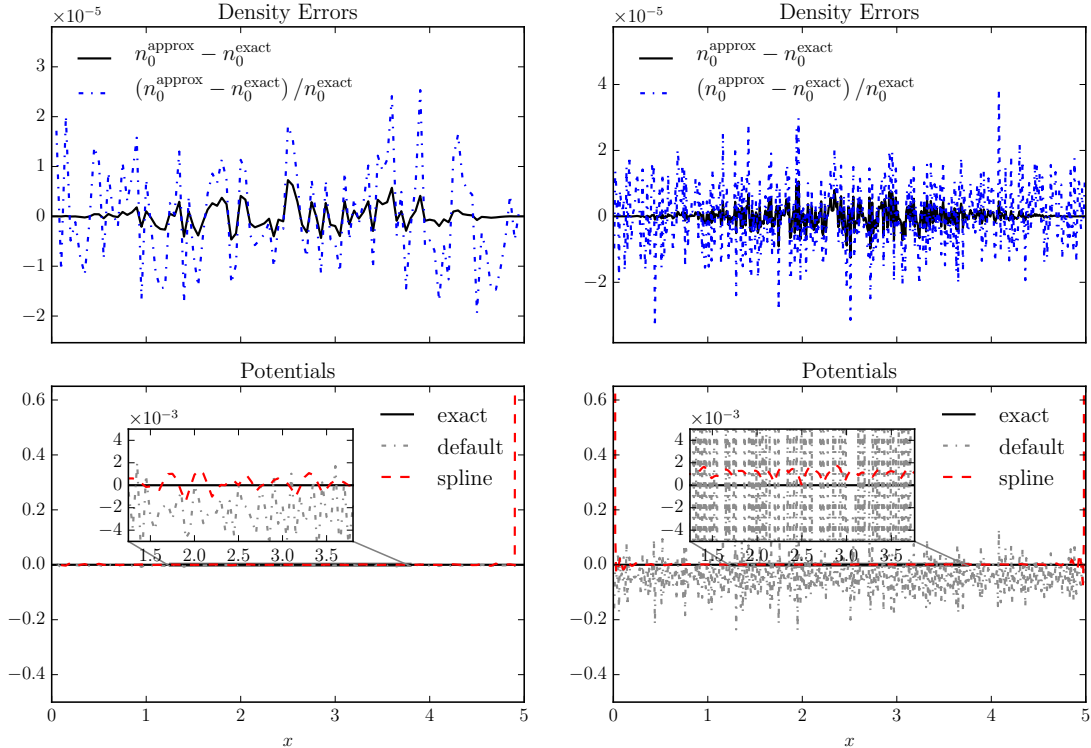 Density Errors
×10⁻⁵
3
2
1
0
−1
−2
n₀^approx − n₀^exact
(n₀^approx − n₀^exact)/n₀^exact
Density Errors
×10⁻⁵
4
2
0
−2
n₀^approx − n₀^exact
(n₀^approx − n₀^exact)/n₀^exact
Potentials
0.6
0.4
0.2
0.0
−0.2
−0.4
0 1 2 3 4 5
x
×10⁻³
4
2
0
−2
−4
1.5 2.0 2.5 3.0 3.5
exact
default
spline
Potentials
0.6
0.4
0.2
0.0
−0.2
−0.4
0 1 2 3 4 5
x
×10⁻³
4
2
0
−2
−4
1.5 2.0 2.5 3.0 3.5
exact
default
spline